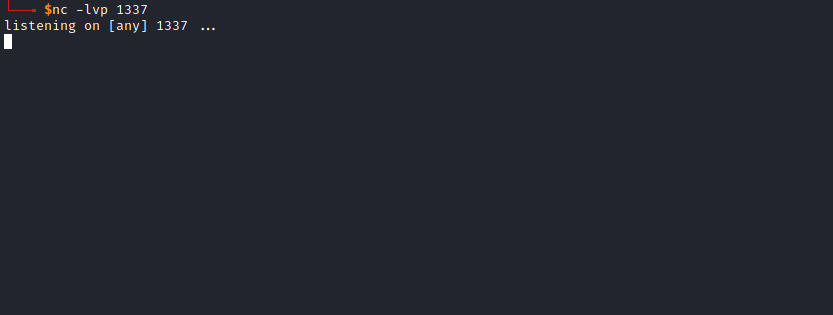 $nc -lvp 1337
listening on [any] 1337 ...